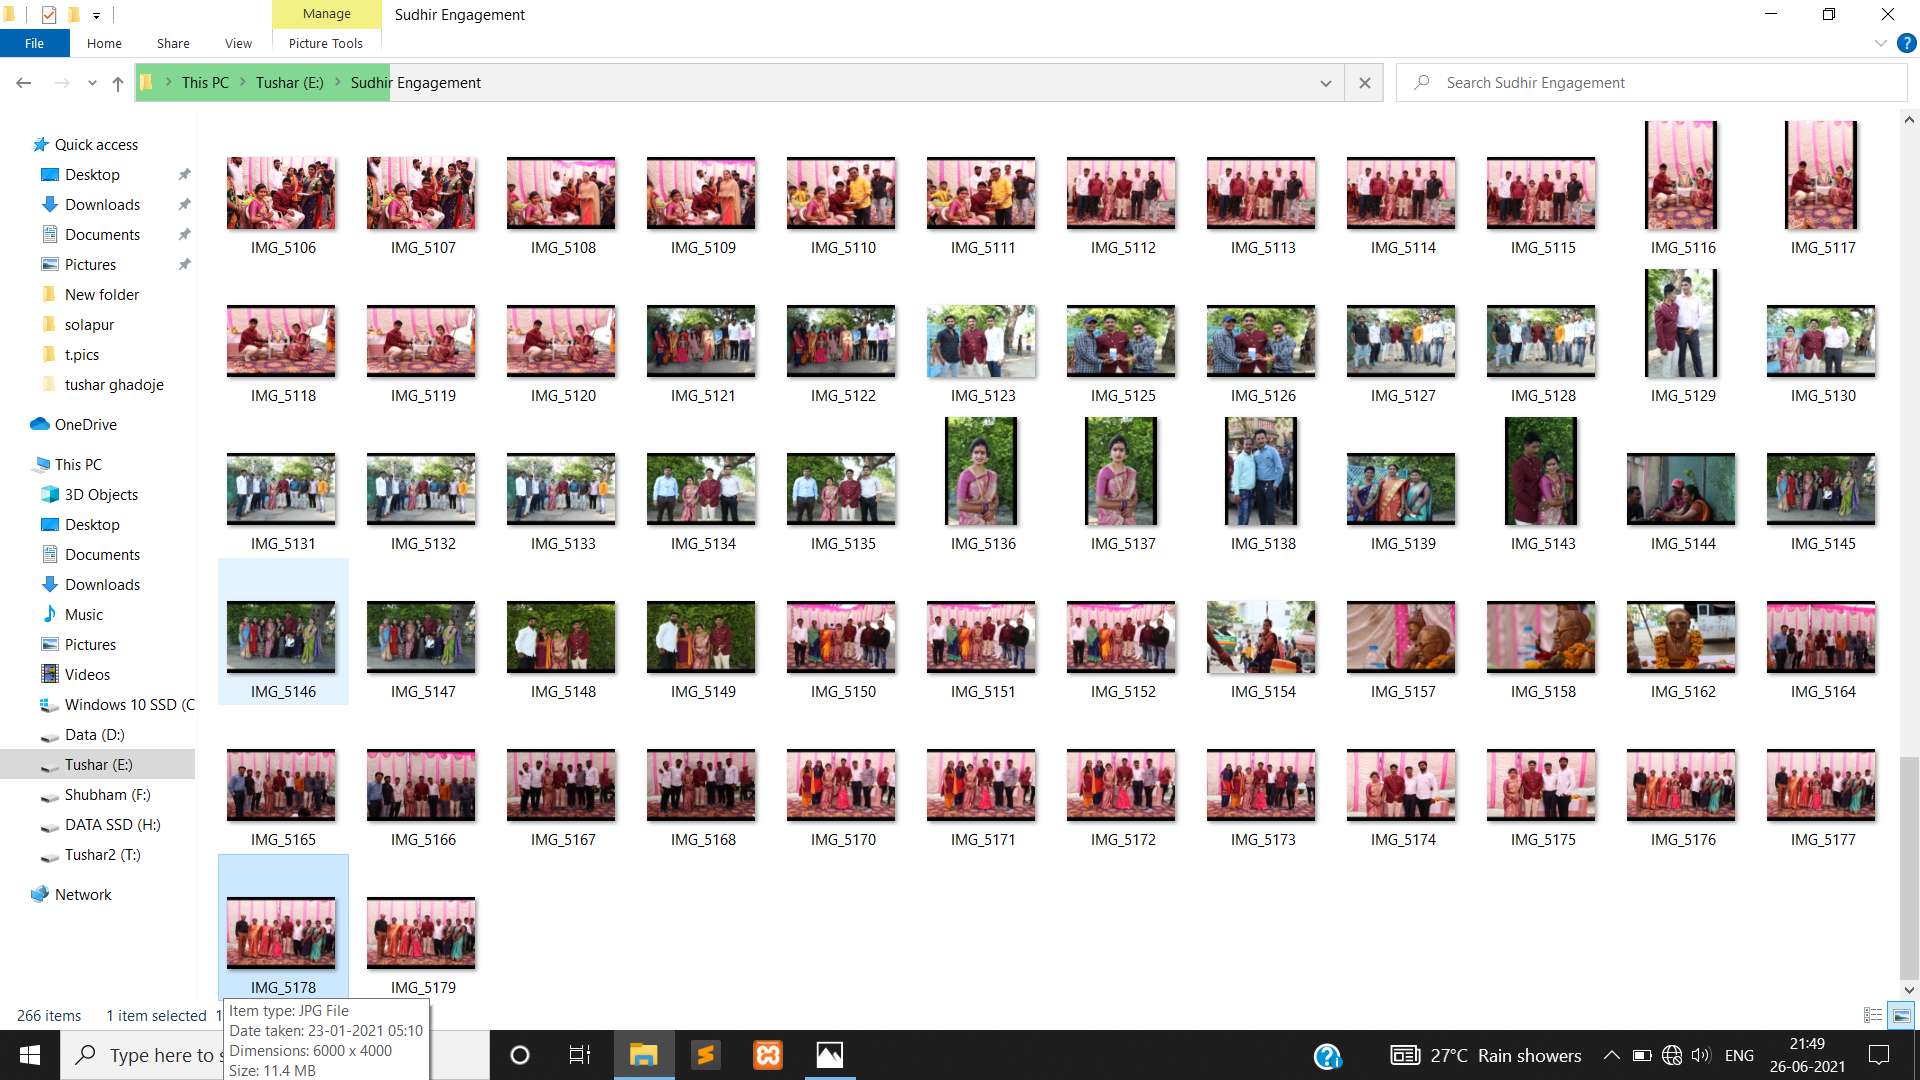 Manage
Sudhir Engagement
File
Home
Share
View
Picture Tools
?
This PC
Tushar (E:)
Sudhir Engagement
Search Sudhir Engagement
Quick access
Desktop
Downloads
Documents
Pictures
New folder
solapur
t.pics
tushar ghadoje
OneDrive
This PC
3D Objects
Desktop
Documents
Downloads
Music
Pictures
Videos
Windows 10 SSD (C
Data (D:)
Tushar (E:)
Shubham (F:)
DATA SSD (H:)
Tushar2 (T:)
Network
IMG_5106 IMG_5107 IMG_5108 IMG_5109 IMG_5110 IMG_5111 IMG_5112 IMG_5113 IMG_5114 IMG_5115 IMG_5116 IMG_5117
IMG_5118 IMG_5119 IMG_5120 IMG_5121 IMG_5122 IMG_5123 IMG_5125 IMG_5126 IMG_5127 IMG_5128 IMG_5129 IMG_5130
IMG_5131 IMG_5132 IMG_5133 IMG_5134 IMG_5135 IMG_5136 IMG_5137 IMG_5138 IMG_5139 IMG_5143 IMG_5144 IMG_5145
IMG_5146 IMG_5147 IMG_5148 IMG_5149 IMG_5150 IMG_5151 IMG_5152 IMG_5154 IMG_5157 IMG_5158 IMG_5162 IMG_5164
IMG_5165 IMG_5166 IMG_5167 IMG_5168 IMG_5170 IMG_5171 IMG_5172 IMG_5173 IMG_5174 IMG_5175 IMG_5176 IMG_5177
IMG_5178 IMG_5179
266 items
1 item selected 1
Item type: JPG File
Date taken: 23-01-2021 05:10
Dimensions: 6000 x 4000
Size: 11.4 MB
Type here to s
27°C Rain showers
ENG
21:49
26-06-2021